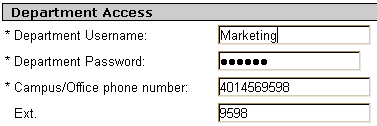 Department Access
* Department Username: Marketing
* Department Password: ●●●●●●
* Campus/Office phone number: 4014569598
Ext. 9598